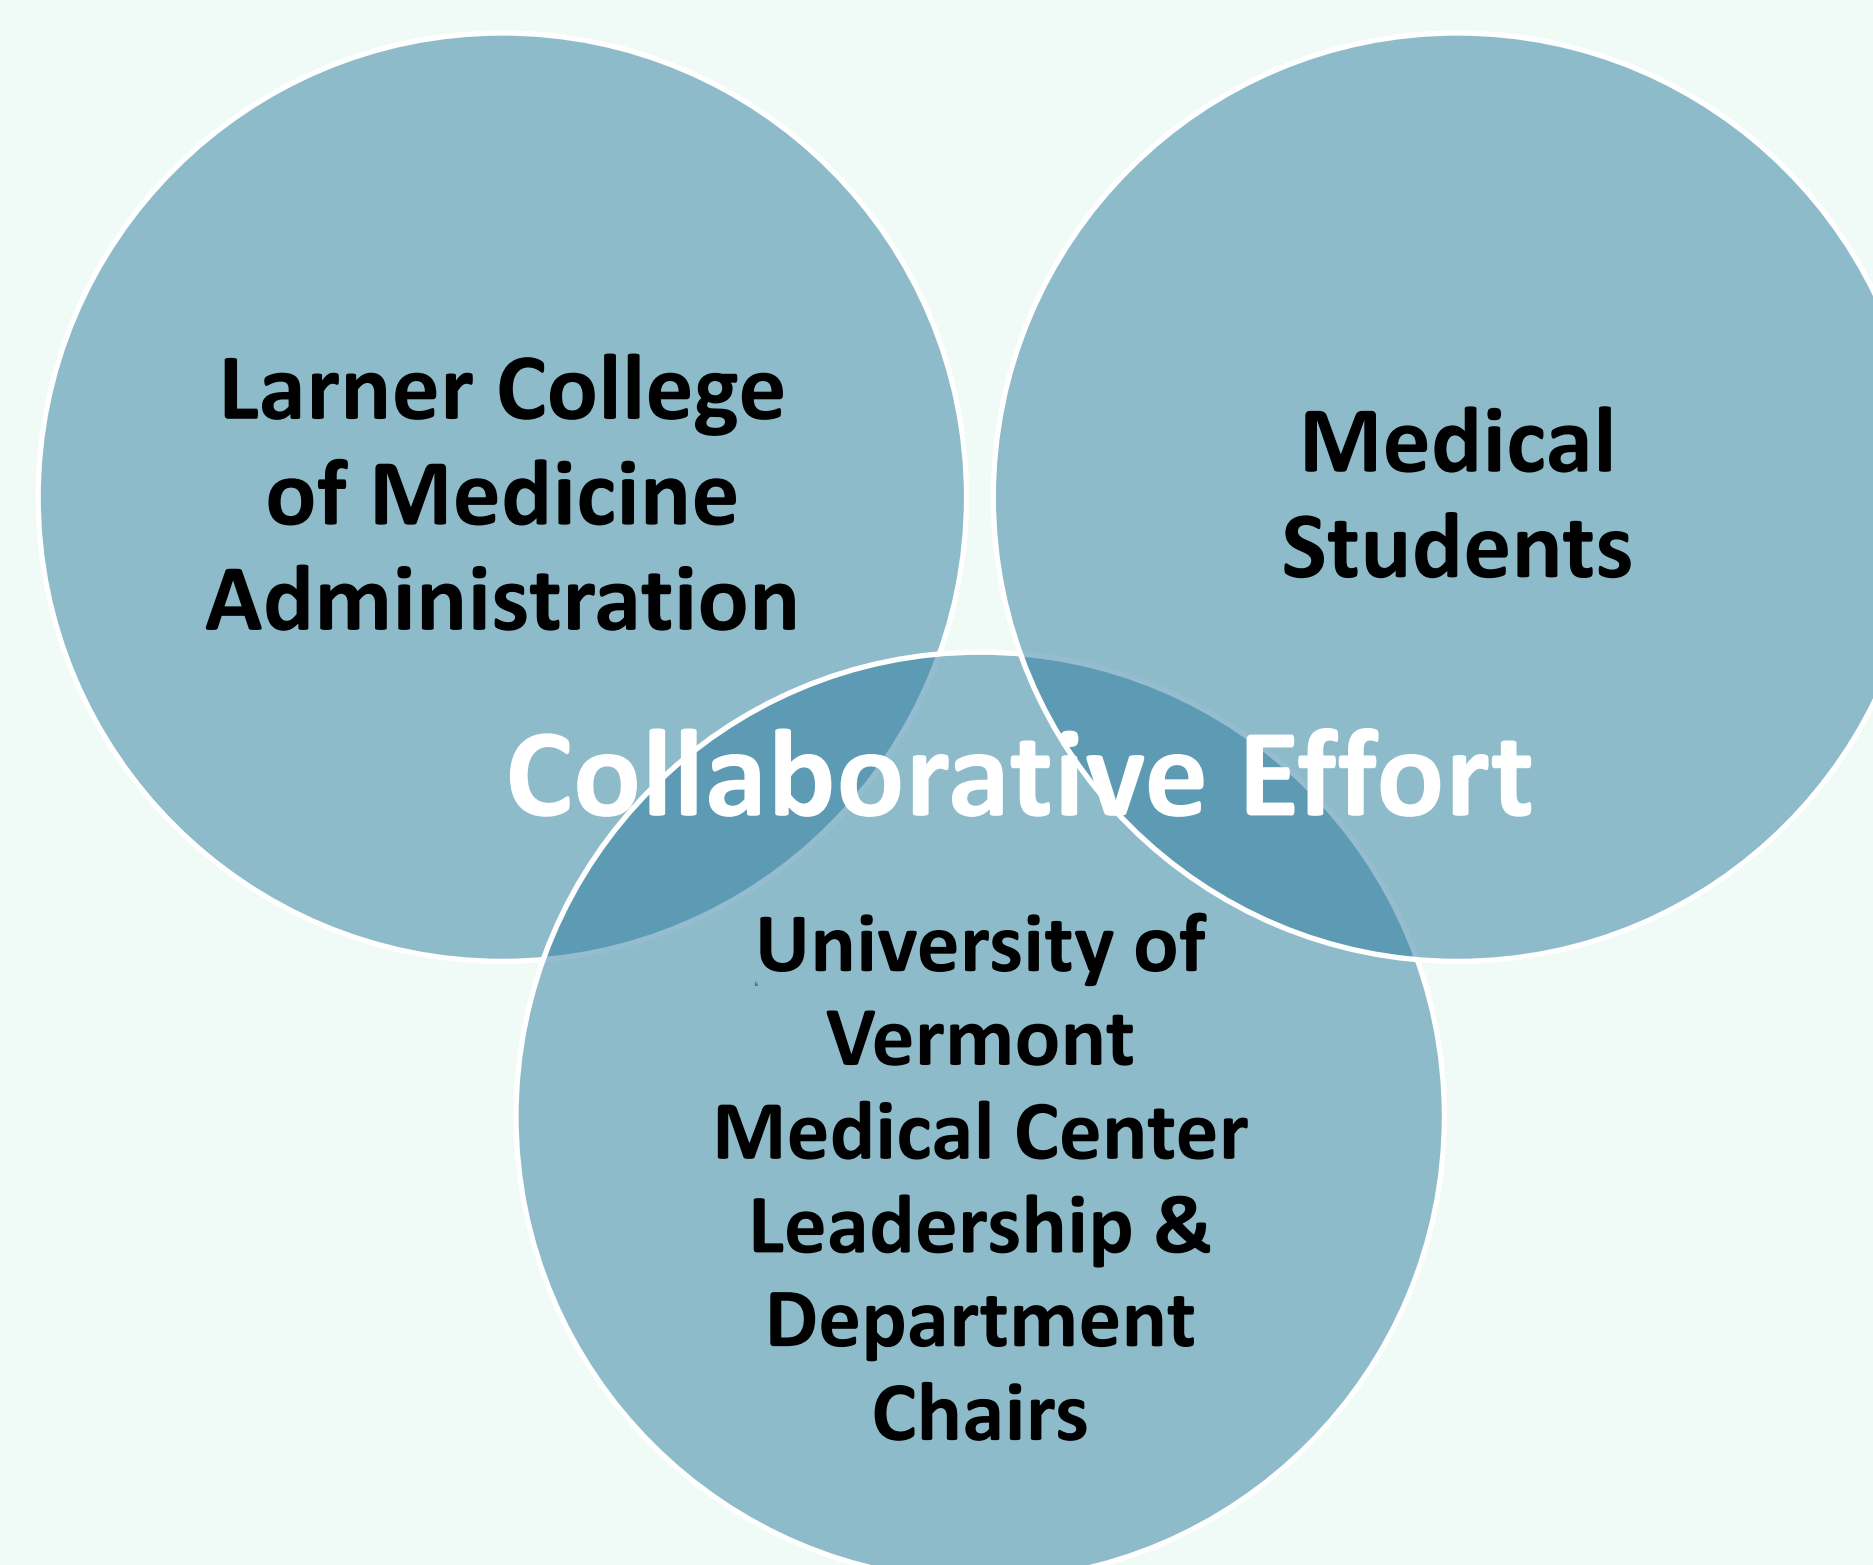 Larner College
of Medicine
Administration
Medical
Students
Collaborative Effort
University of
Vermont
Medical Center
Leadership &
Department
Chairs